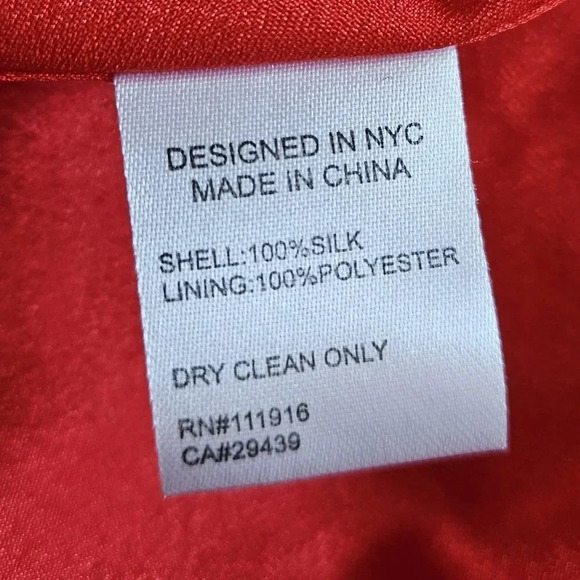 DESIGNED IN NYC
MADE IN CHINA
SHELL:100%SILK
LINING:100%POLYESTER
DRY CLEAN ONLY
RN#111916
CA#29439